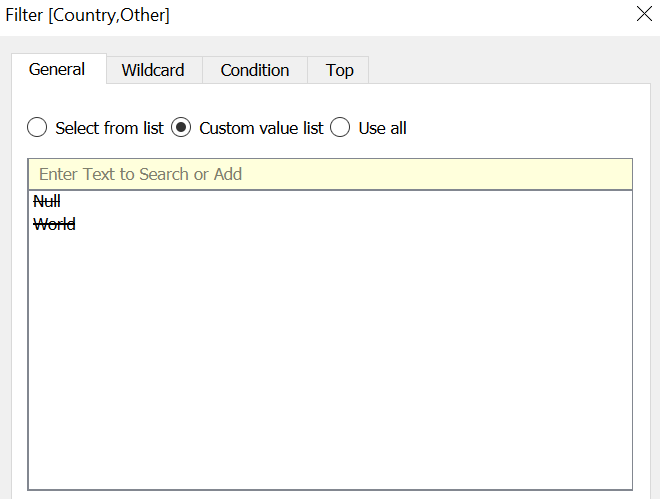 Filter [Country,Other]
General Wildcard Condition Top
Select from list Custom value list Use all
Enter Text to Search or Add
Null
World